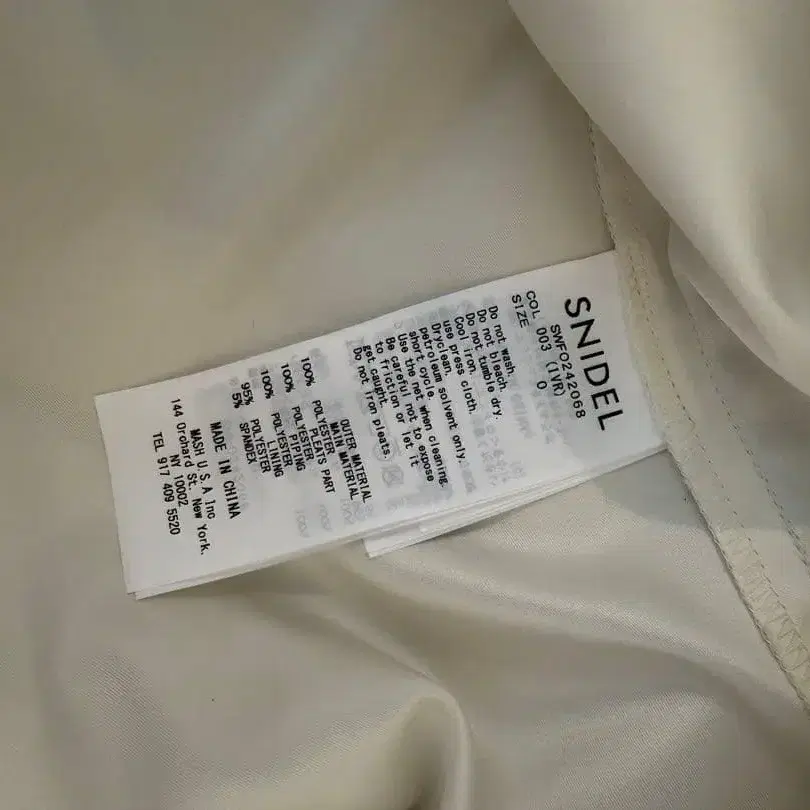 SNIDEL
SWFO242068
COL 003 (IVR)
SIZE 0
Do not wash.
Do not bleach.
Do not tumble dry.
Cool iron.
use press cloth.
Dryclean.
petroleum solvent only.
short cycle.
Use the net when cleaning.
Be careful not to expose
to friction or let it
get caught.
Do not iron pleats.
OUTER MATERIAL
MAIN MATERIAL
100% POLYESTER
PLEATS PART
100% POLYESTER
PIPING
100% POLYESTER
LINING
95% POLYESTER
5% SPANDEX
MADE IN CHINA
MASH U.S.A Inc
144 Orchard St. New York.
NY 10002
TEL 917 409 5520